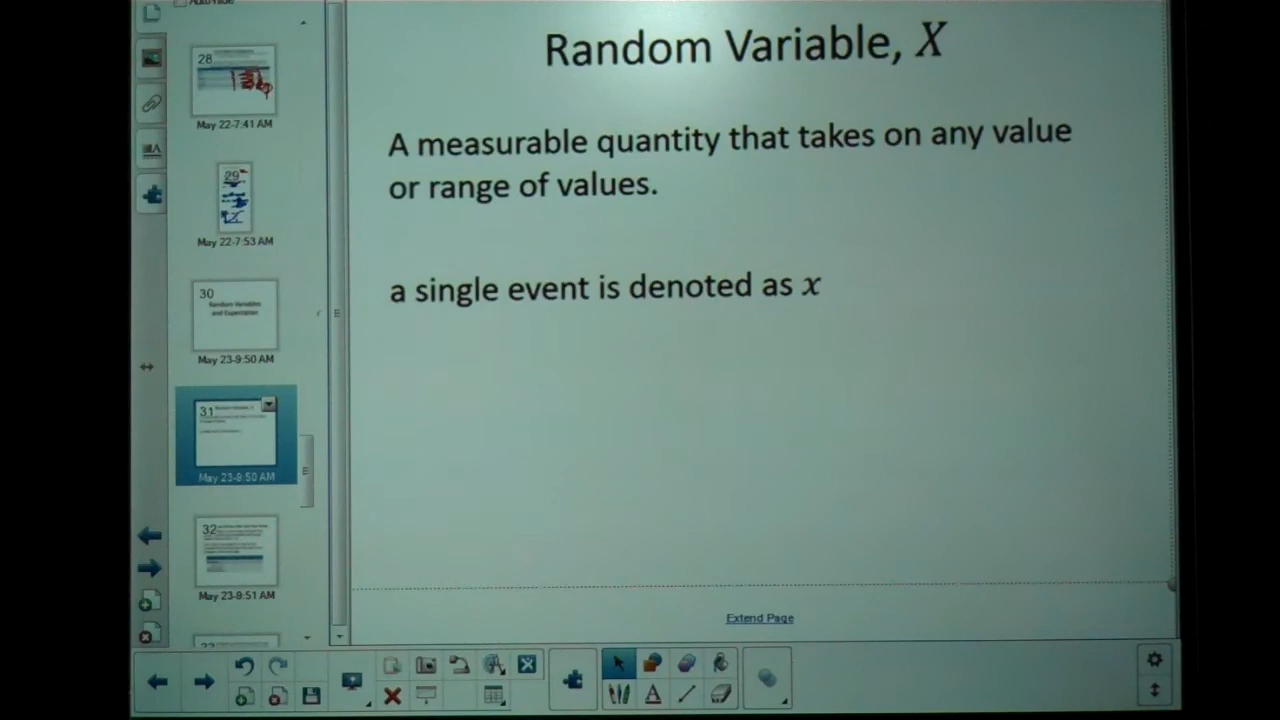 Random Variable, X
A measurable quantity that takes on any value
or range of values.
a single event is denoted as x
Extend Page
28
May 22-7:41 AM
29
May 22-7:53 AM
30
Random Variables
and Expectation
May 23-9:50 AM
31
May 23-9:50 AM
32
May 23-9:51 AM